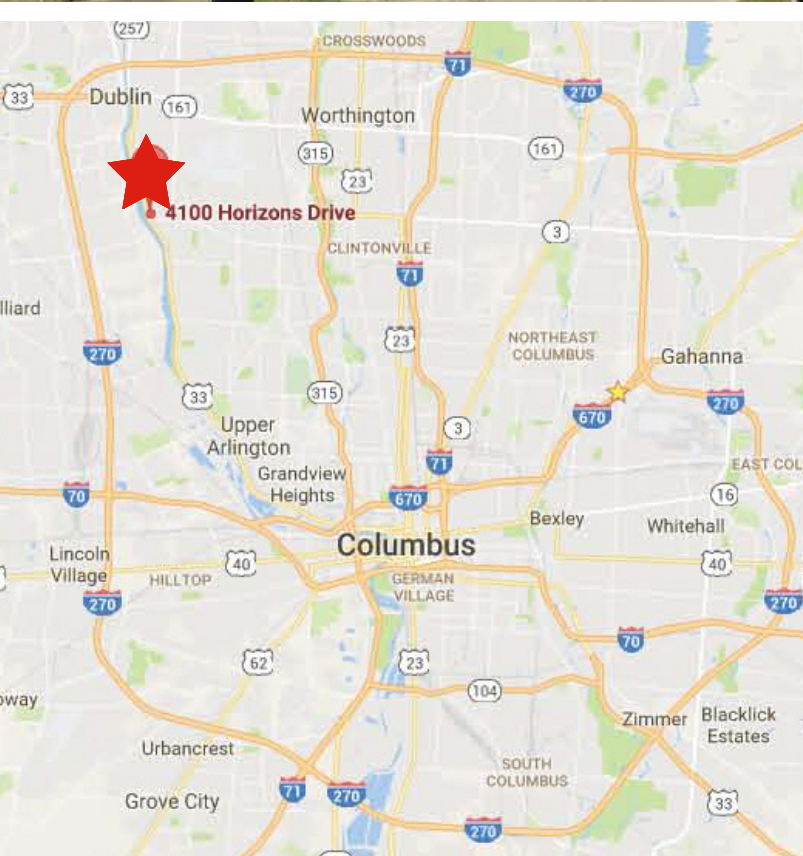 257
CROSSWOODS
71
33
Dublin
161
270
Worthington
315
161
23
4100 Horizons Drive
3
CLINTONVILLE
71
lliard
23
NORTHEAST
COLUMBUS
270
Gahanna
33
315
670
270
Upper
Arlington
3
71
Grandview
Heights
EAST COL
70
670
16
Bexley
Whitehall
Columbus
Lincoln
Village
40
HILLTOP
40
GERMAN
VILLAGE
270
270
70
62
23
104
oway
Zimmer
Blacklick
Estates
Urbancrest
SOUTH
COLUMBUS
71
270
Grove City
33
270